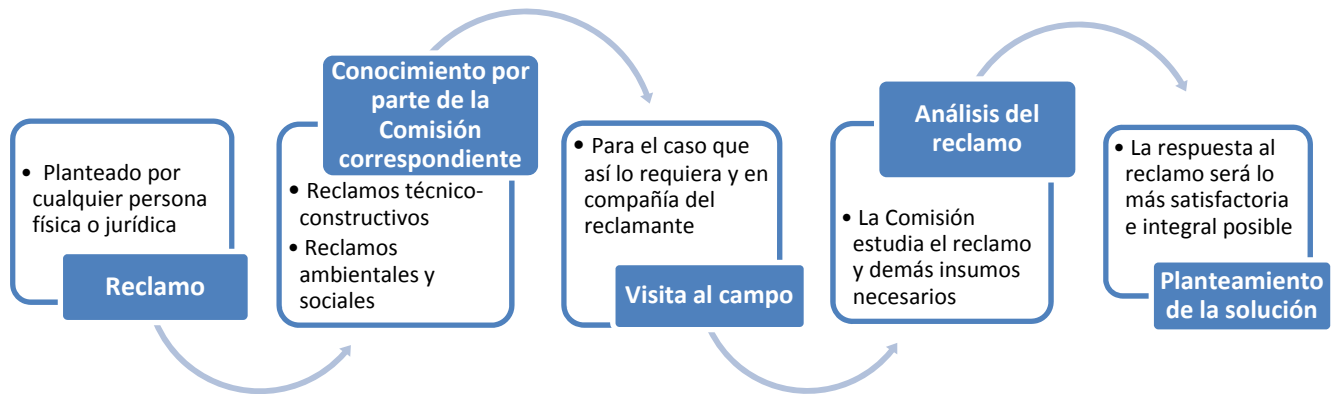 • Planteado por
cualquier persona
física o jurídica
Reclamo
Conocimiento por
parte de la
Comisión
correspondiente
• Reclamos técnico-
constructivos
• Reclamos
ambientales y
sociales
• Para el caso que
así lo requiera y en
compañía del
reclamante
Visita al campo
Análisis del
reclamo
• La Comisión
estudia el reclamo
y demás insumos
necesarios
• La respuesta al
reclamo será lo
más satisfactoria
e integral posible
Planteamiento
de la solución